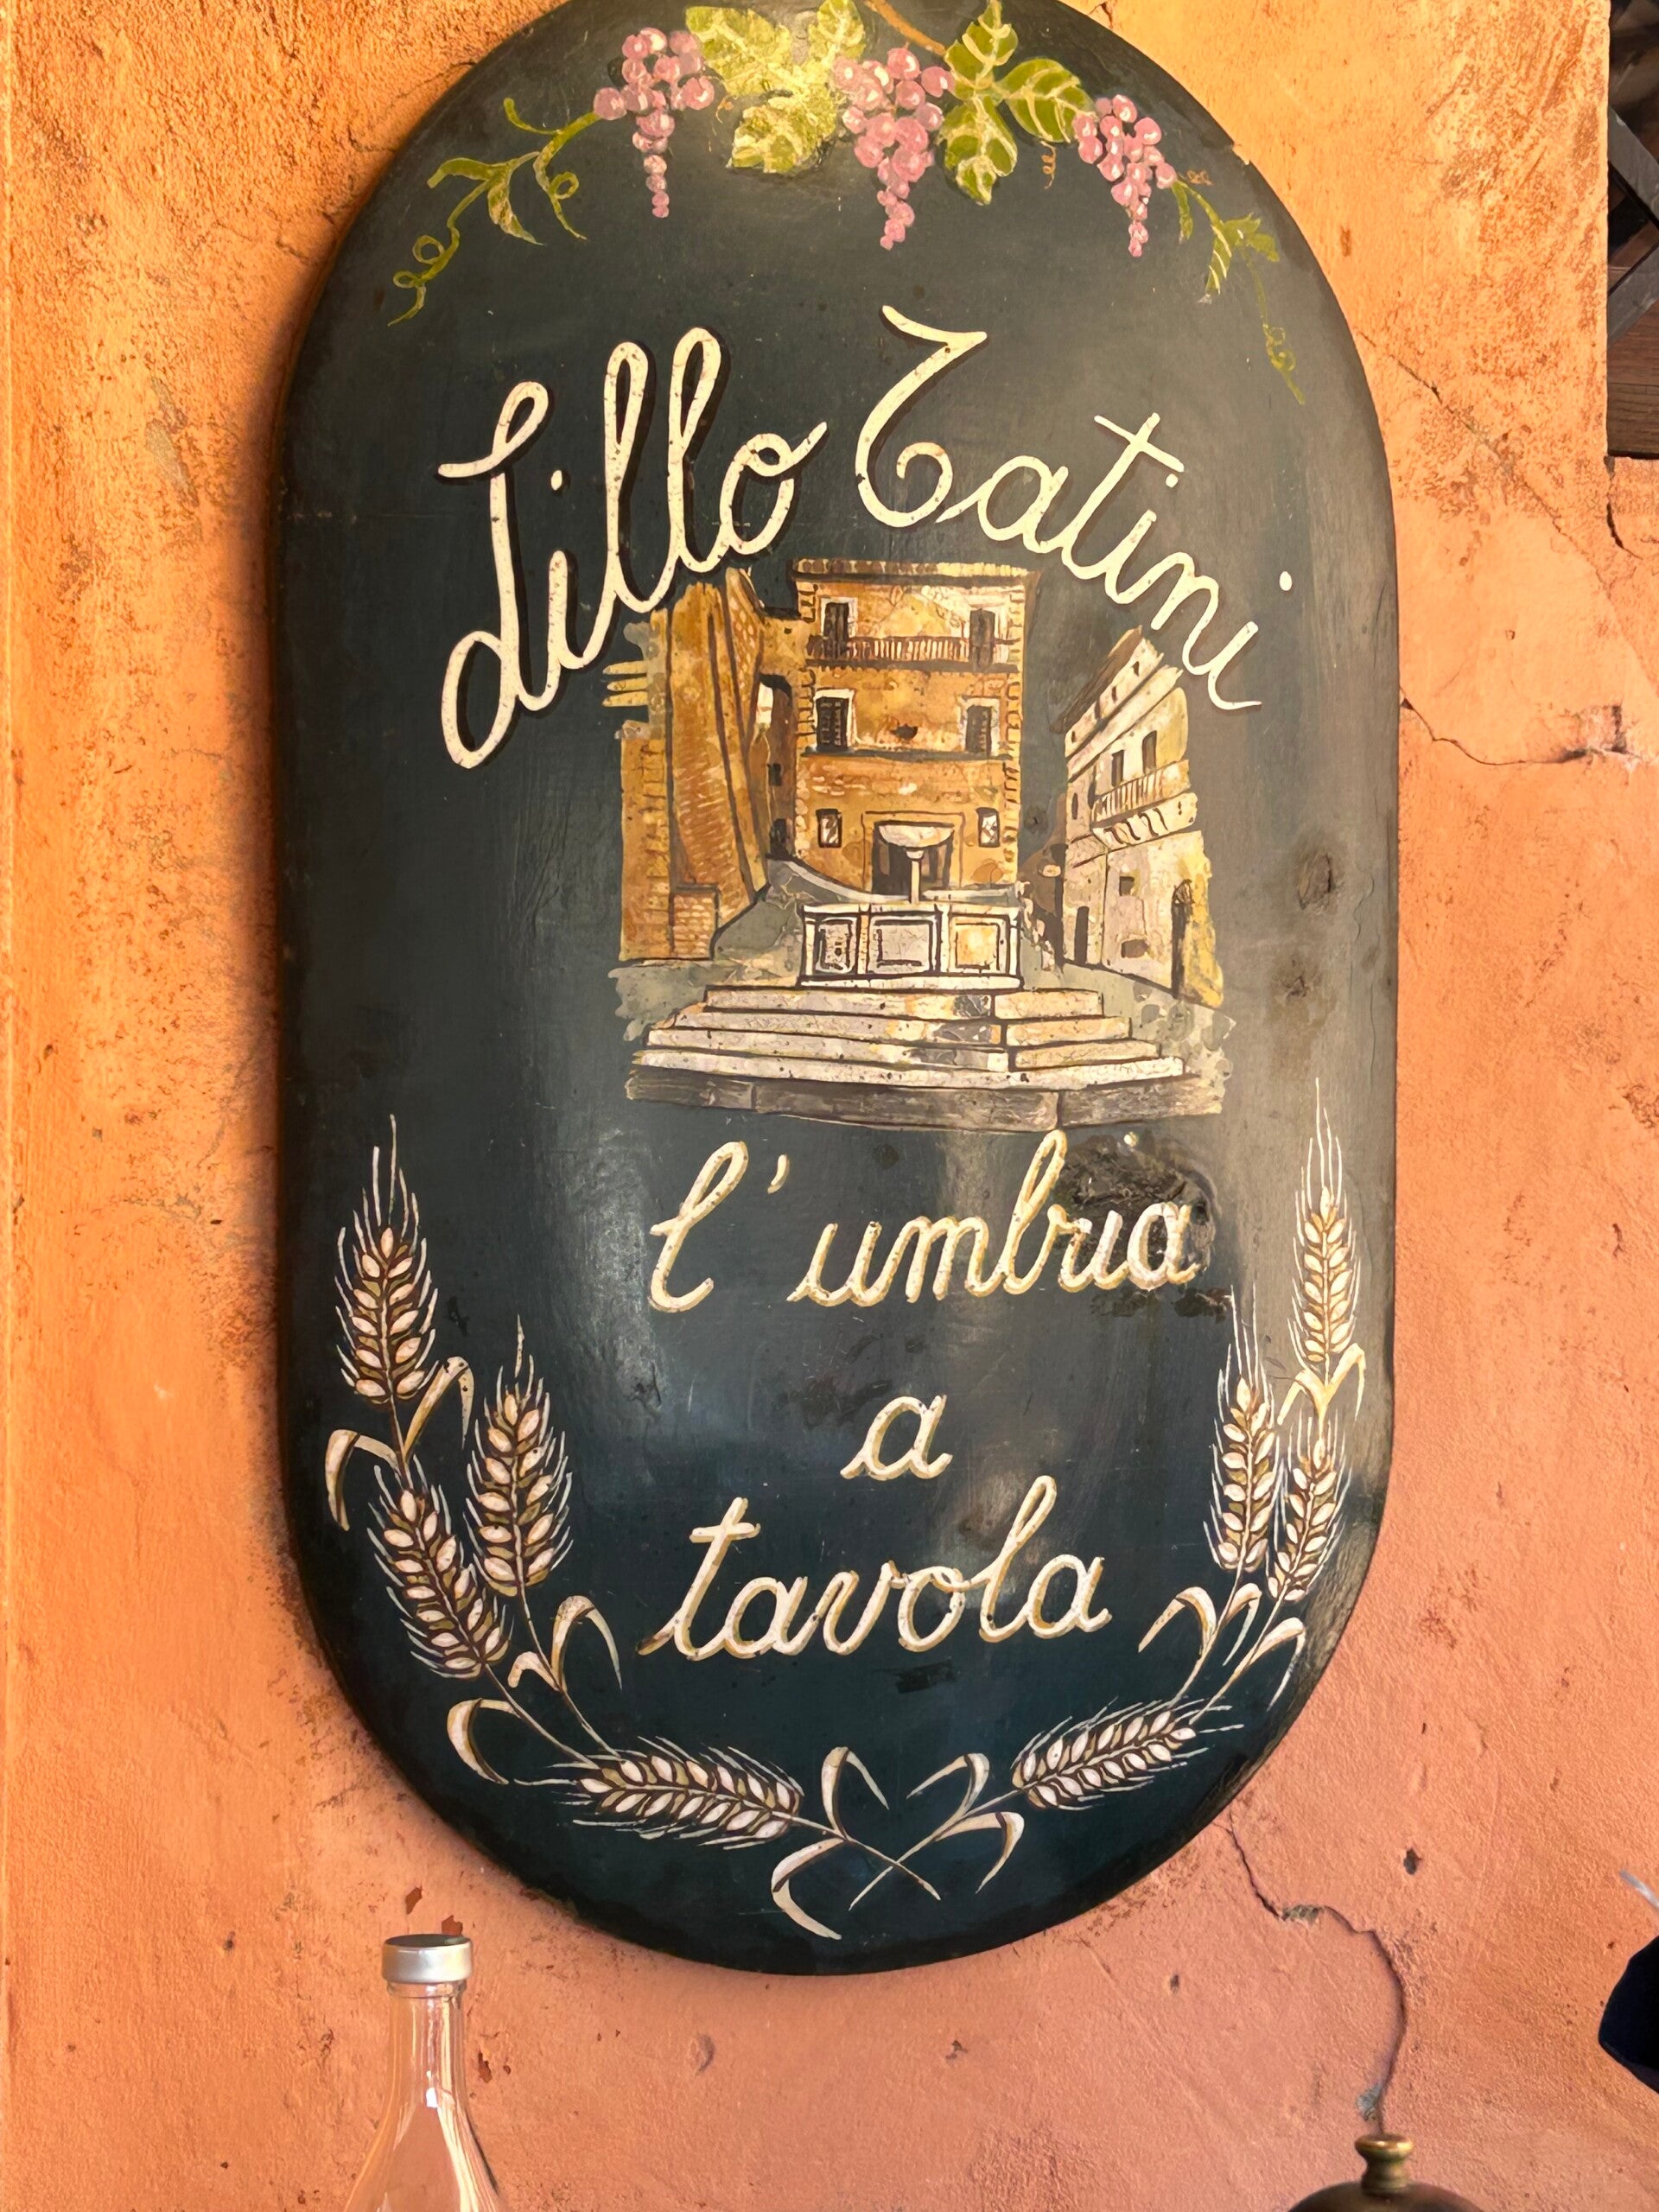 Lillo Tatini
l'umbria
a
tavola